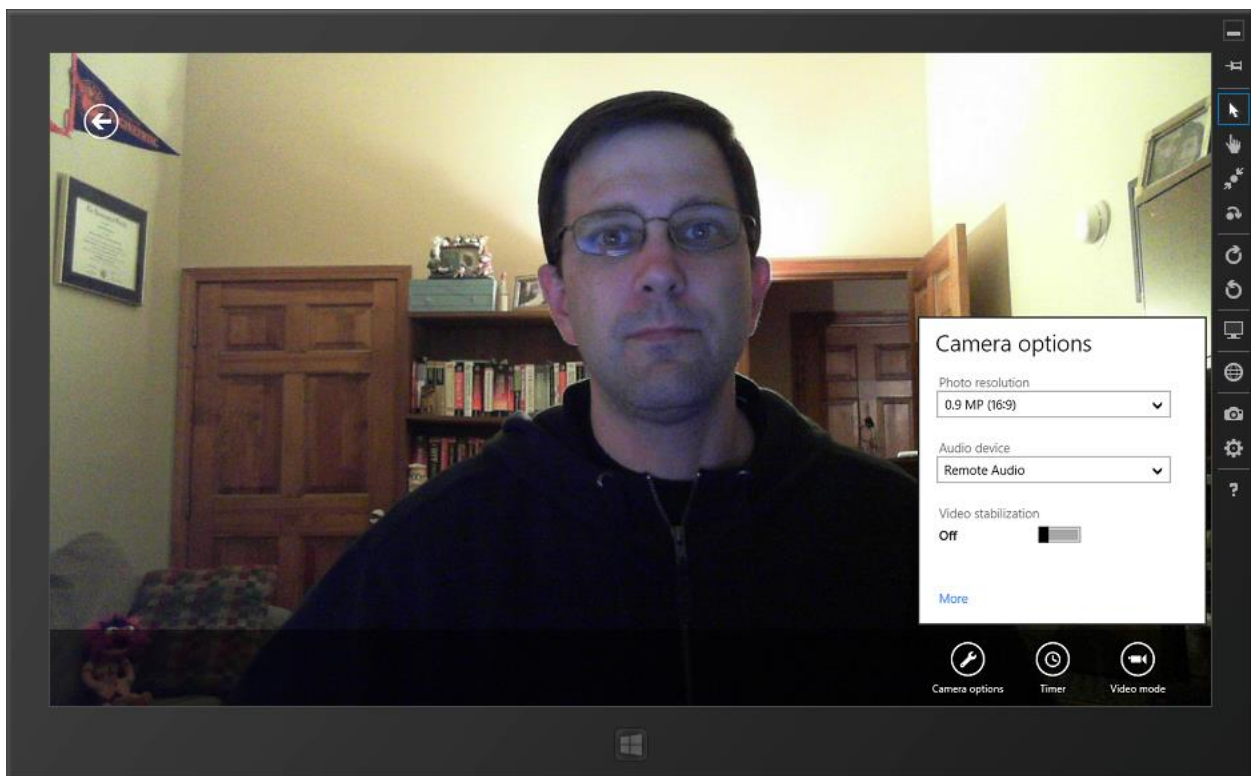 Camera options
Photo resolution
0.9 MP (16:9)
Audio device
Remote Audio
Video stabilization
Off
More
Camera options
Timer
Video mode
?